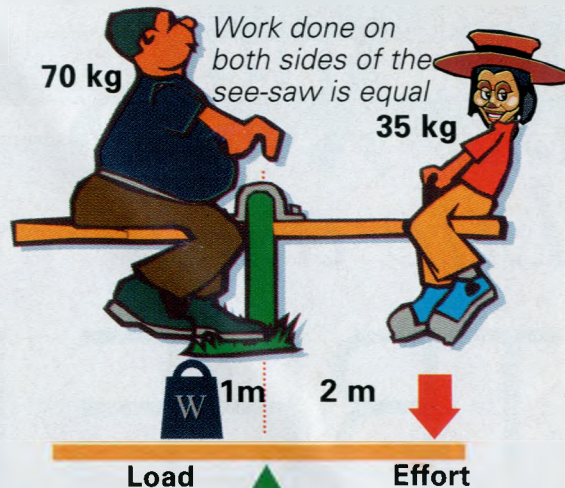 Work done on
both sides of the
see-saw is equal
70 kg
35 kg
W
1m
2 m
Load
Effort